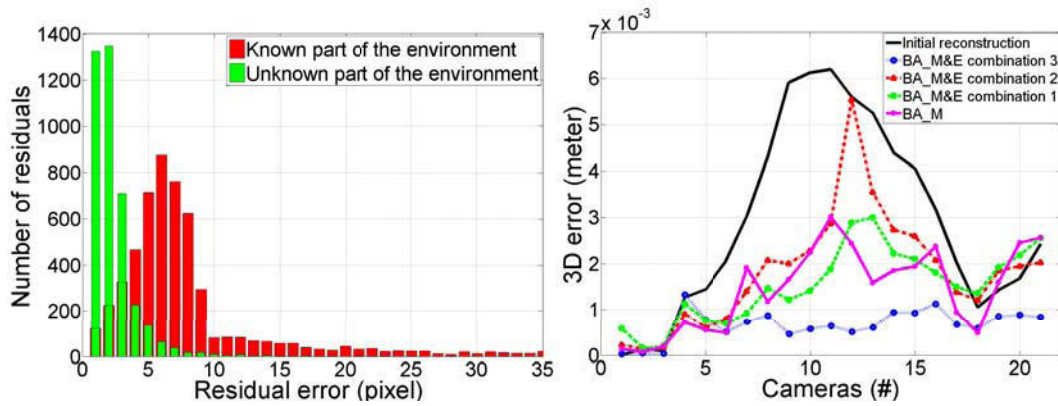 1400
1200
1000
800
600
400
200
0
Number of residuals
Known part of the environment
Unknown part of the environment
0 5 10 15 20 25 30 35
Residual error (pixel)
x 10⁻³
7
6
5
4
3
2
1
0
3D error (meter)
Initial reconstruction
BA_M&E combination 3
BA_M&E combination 2
BA_M&E combination 1
BA_M
0 5 10 15 20
Cameras (#)